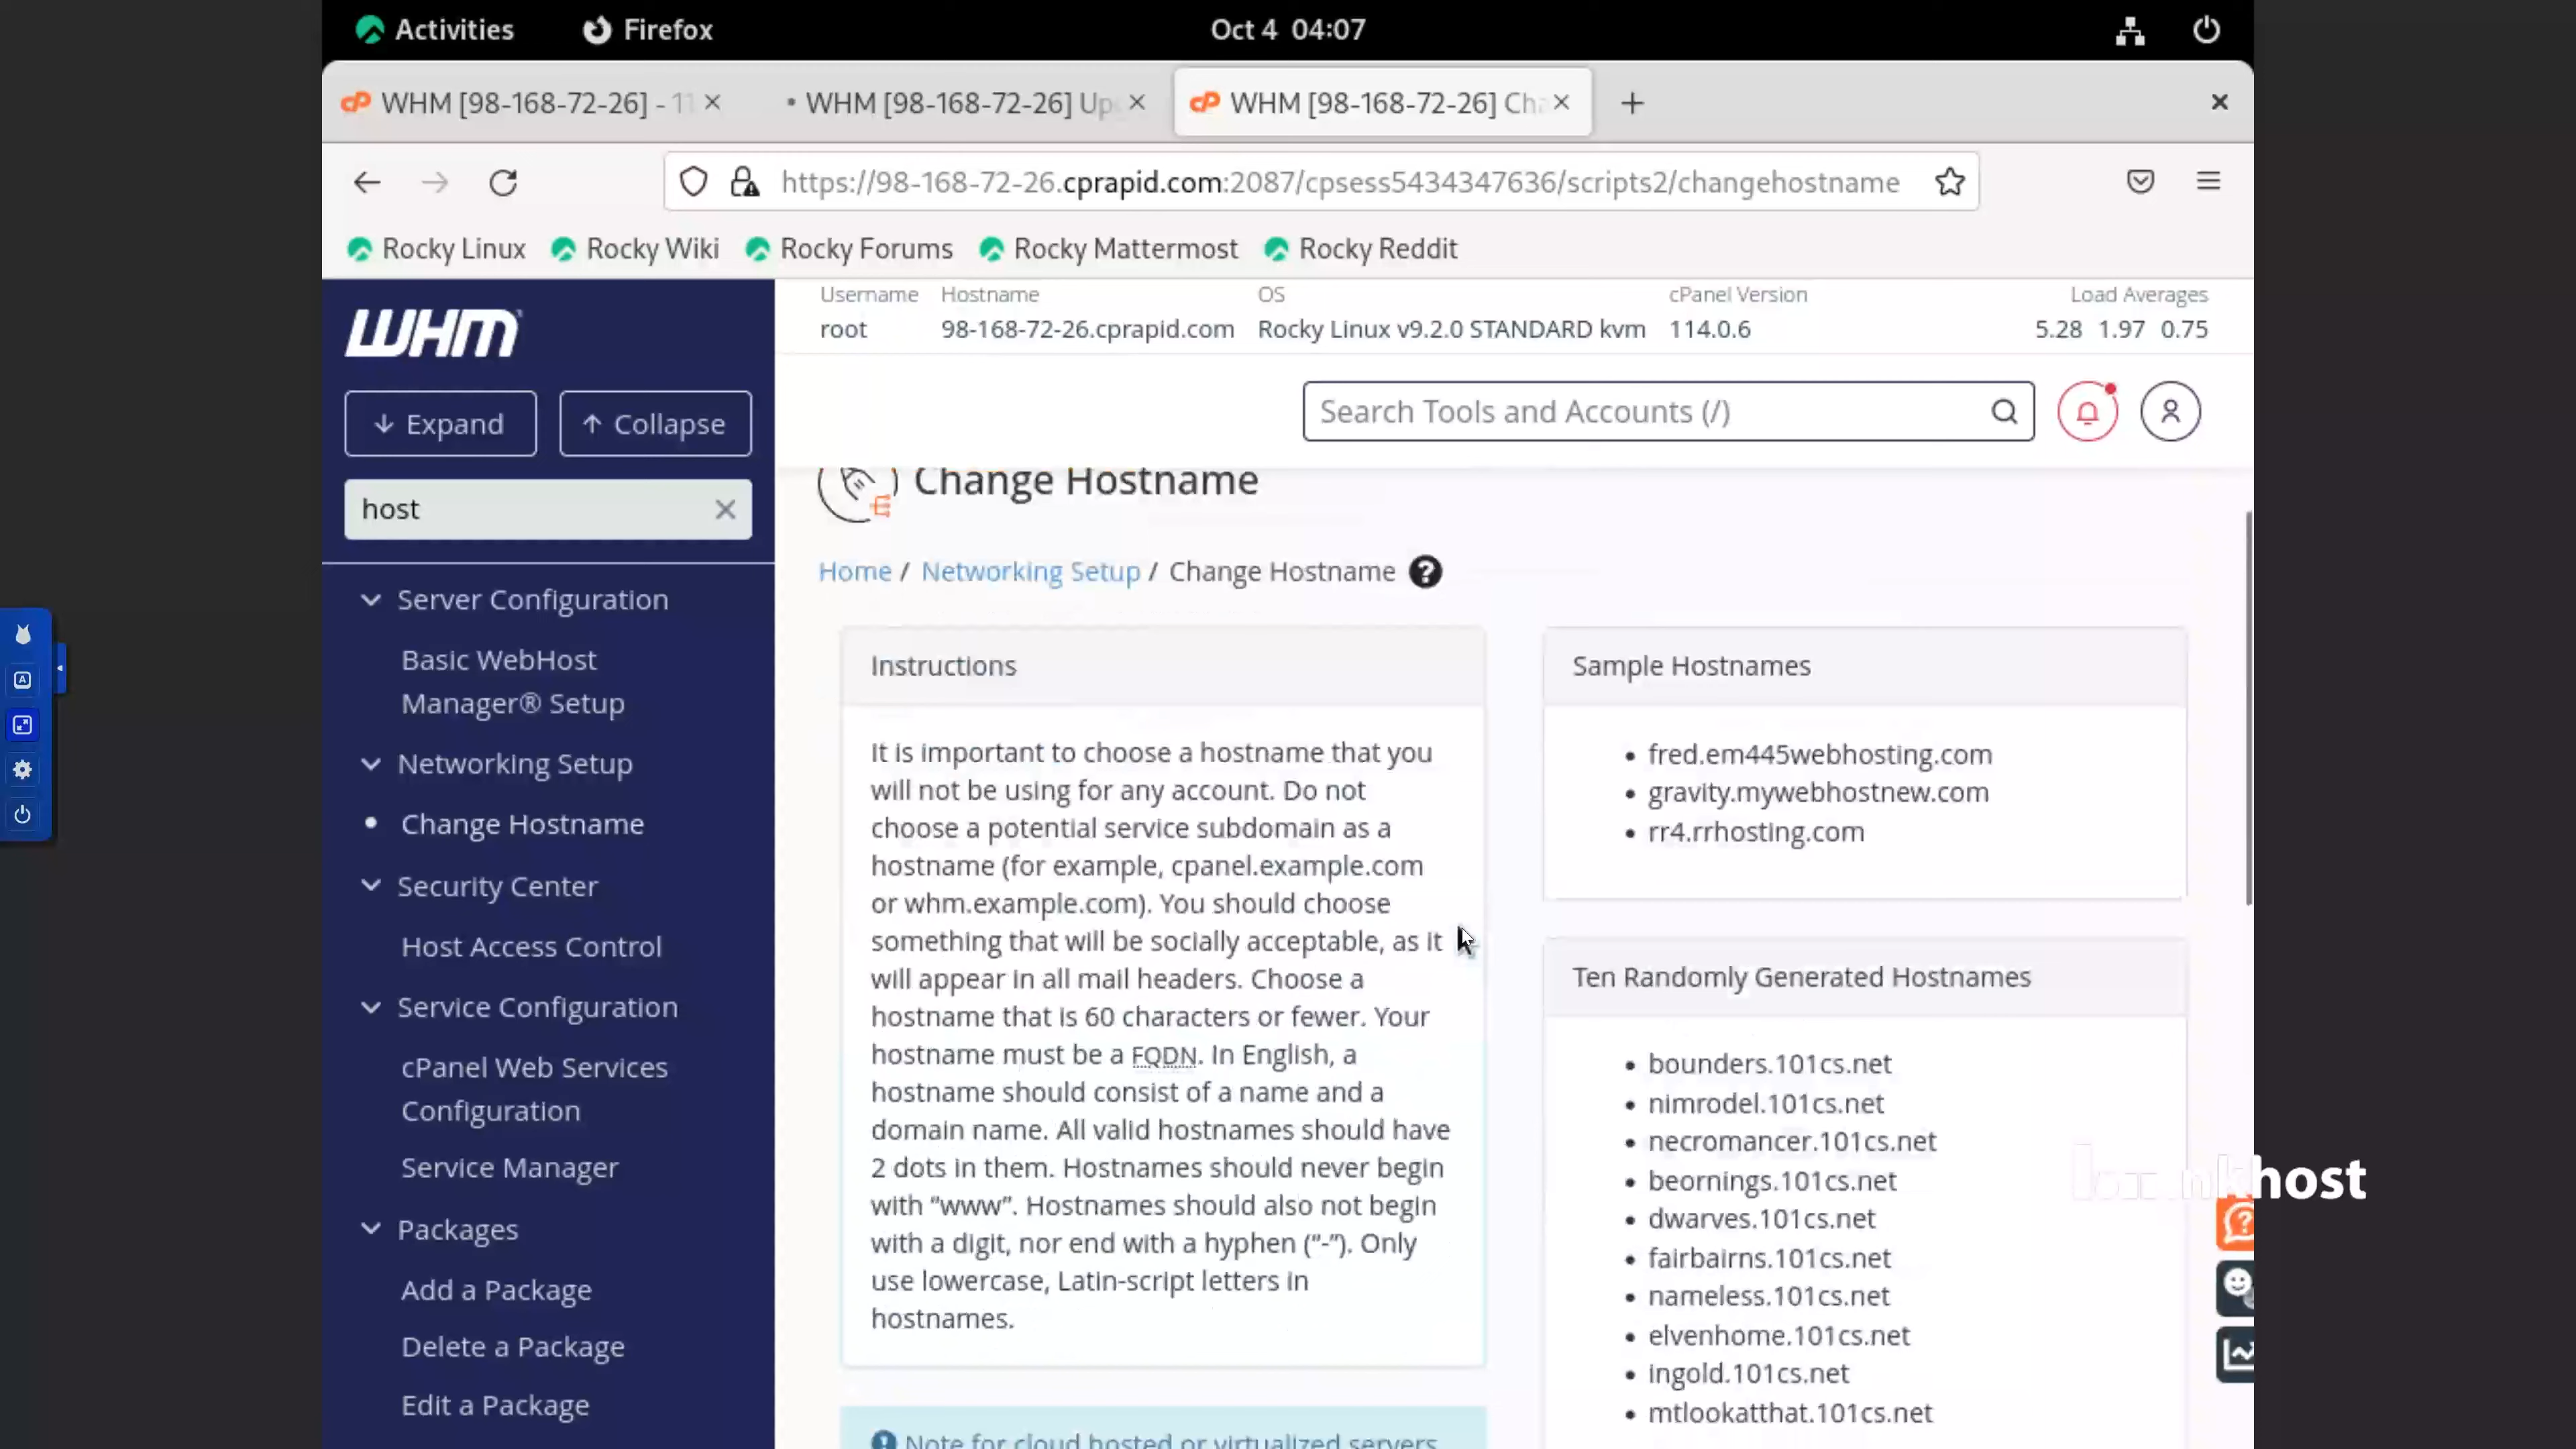 Activities Firefox Oct 4 04:07
WHM [98-168-72-26] - 11 WHM [98-168-72-26] Up WHM [98-168-72-26] Cha
https://98-168-72-26.cprapid.com:2087/cpsess5434347636/scripts2/changehostname
Rocky Linux Rocky Wiki Rocky Forums Rocky Mattermost Rocky Reddit
WHM
Expand Collapse
host
Server Configuration
Basic WebHost
Manager® Setup
Networking Setup
Change Hostname
Security Center
Host Access Control
Service Configuration
cPanel Web Services
Configuration
Service Manager
Packages
Add a Package
Delete a Package
Edit a Package
Username Hostname OS cPanel Version Load Averages
root 98-168-72-26.cprapid.com Rocky Linux v9.2.0 STANDARD kvm 114.0.6 5.28 1.97 0.75
Search Tools and Accounts (/)
Change Hostname
Home / Networking Setup / Change Hostname
Instructions
It is important to choose a hostname that you
will not be using for any account. Do not
choose a potential service subdomain as a
hostname (for example, cpanel.example.com
or whm.example.com). You should choose
something that will be socially acceptable, as it
will appear in all mail headers. Choose a
hostname that is 60 characters or fewer. Your
hostname must be a FQDN. In English, a
hostname should consist of a name and a
domain name. All valid hostnames should have
2 dots in them. Hostnames should never begin
with “www”. Hostnames should also not begin
with a digit, nor end with a hyphen (“-”). Only
use lowercase, Latin-script letters in
hostnames.
Note for cloud hosted or virtualized servers
Sample Hostnames
fred.em445webhosting.com
gravity.mywebhostnew.com
rr4.rrhosting.com
Ten Randomly Generated Hostnames
bounders.101cs.net
nimrodel.101cs.net
necromancer.101cs.net
beornings.101cs.net
dwarves.101cs.net
fairbairns.101cs.net
nameless.101cs.net
elvenhome.101cs.net
ingold.101cs.net
mtlookatthat.101cs.net